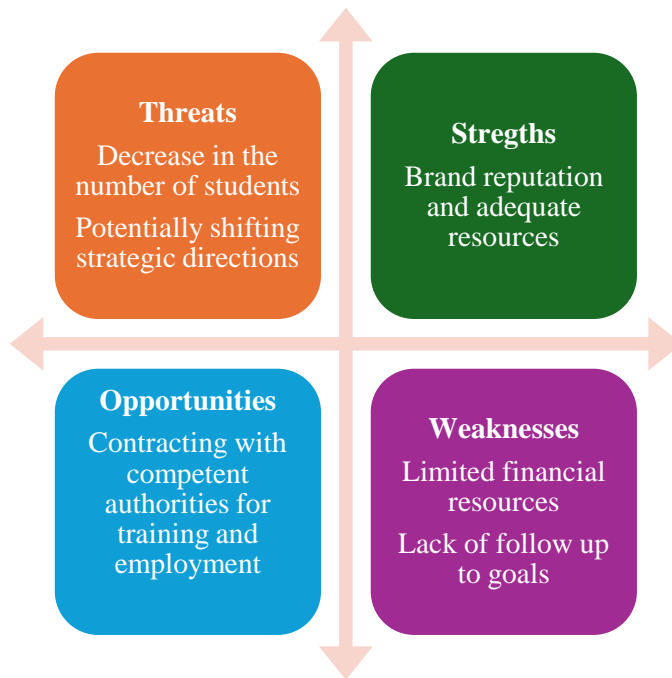 Threats
Decrease in the
number of students
Potentially shifting
strategic directions
Stregths
Brand reputation
and adequate
resources
Opportunities
Contracting with
competent
authorities for
training and
employment
Weaknesses
Limited financial
resources
Lack of follow up
to goals